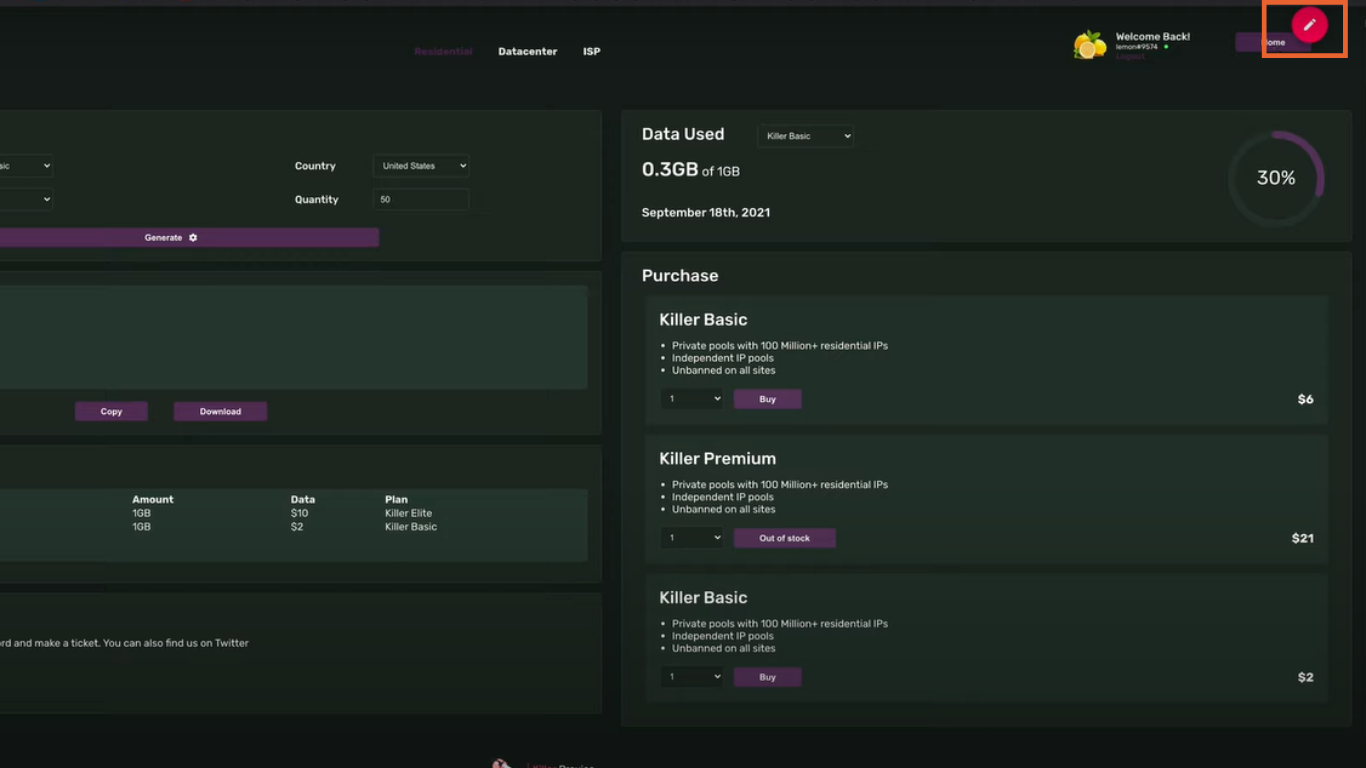 Residential Datacenter ISP
Welcome Back!
lemon#9574
Logout
ome
sic
Country United States
Quantity 50
Generate
Copy Download
Amount Data Plan
1GB $10 Killer Elite
1GB $2 Killer Basic
rd and make a ticket. You can also find us on Twitter
Data Used Killer Basic
0.3GB of 1GB
September 18th, 2021
30%
Purchase
Killer Basic
• Private pools with 100 Million+ residential IPs
• Independent IP pools
• Unbanned on all sites
1 Buy $6
Killer Premium
• Private pools with 100 Million+ residential IPs
• Independent IP pools
• Unbanned on all sites
1 Out of stock $21
Killer Basic
• Private pools with 100 Million+ residential IPs
• Independent IP pools
• Unbanned on all sites
1 Buy $2